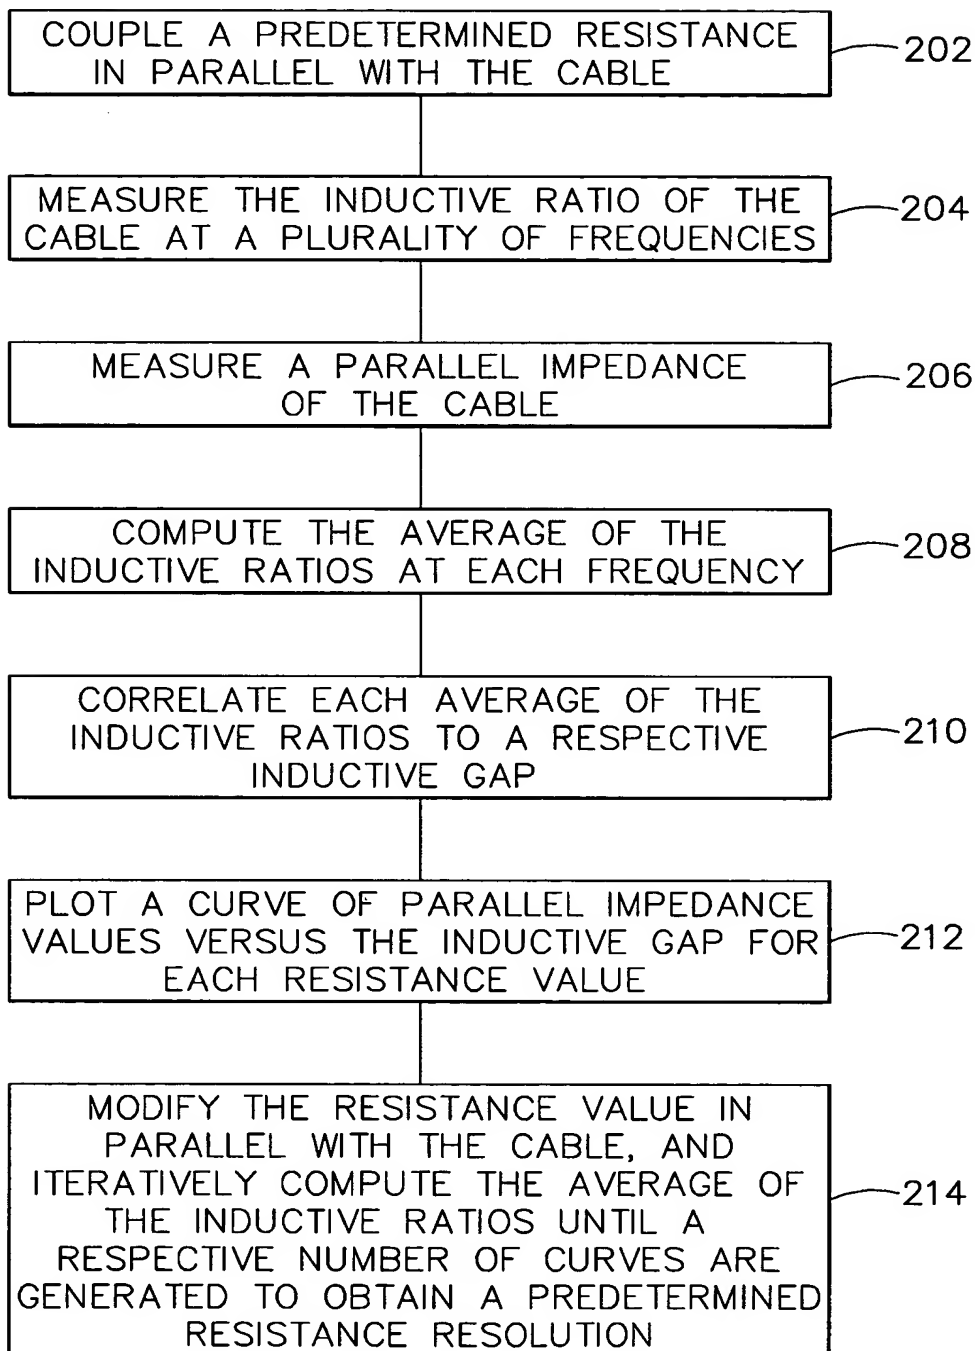 COUPLE A PREDETERMINED RESISTANCE
IN PARALLEL WITH THE CABLE
202
MEASURE THE INDUCTIVE RATIO OF THE
CABLE AT A PLURALITY OF FREQUENCIES
204
MEASURE A PARALLEL IMPEDANCE
OF THE CABLE
206
COMPUTE THE AVERAGE OF THE
INDUCTIVE RATIOS AT EACH FREQUENCY
208
CORRELATE EACH AVERAGE OF THE
INDUCTIVE RATIOS TO A RESPECTIVE
INDUCTIVE GAP
210
PLOT A CURVE OF PARALLEL IMPEDANCE
VALUES VERSUS THE INDUCTIVE GAP FOR
EACH RESISTANCE VALUE
212
MODIFY THE RESISTANCE VALUE IN
PARALLEL WITH THE CABLE, AND
ITERATIVELY COMPUTE THE AVERAGE OF
THE INDUCTIVE RATIOS UNTIL A
RESPECTIVE NUMBER OF CURVES ARE
GENERATED TO OBTAIN A PREDETERMINED
RESISTANCE RESOLUTION
214